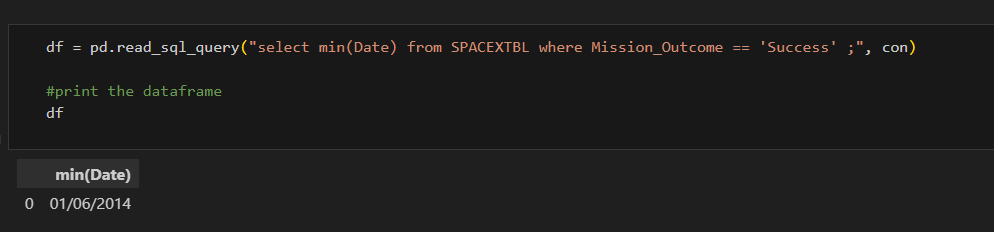 df = pd.read_sql_query("select min(Date) from SPACEXTBL where Mission_Outcome == 'Success' ;", con)
#print the dataframe
df
min(Date)
0 01/06/2014